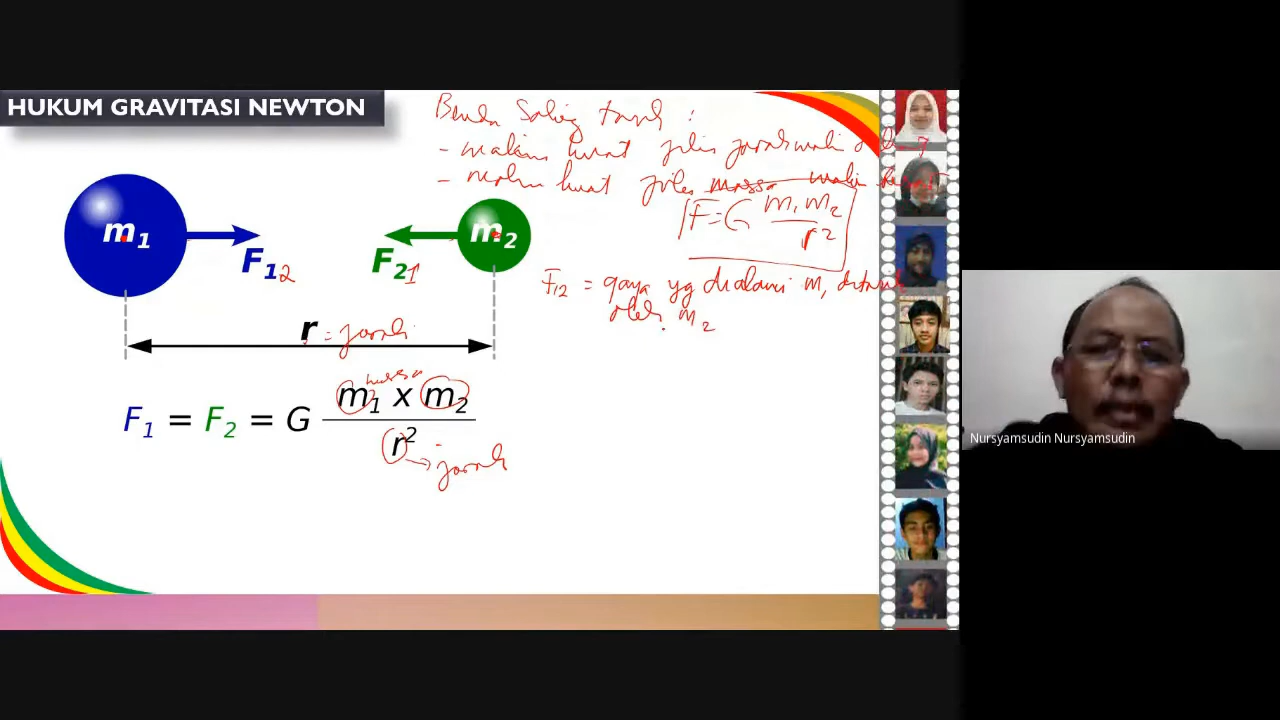 HUKUM GRAVITASI NEWTON
Benda Saling tarik :
- makin kuat jika jarak makin
- makin kuat jika massa makin besar
F = G m1 m2
r2
m1
m2
F12
F21
F12 = gaya yg dialami m1 ditarik
oleh m2
r = jarak
massa
m1 x m2
F1 = F2 = G
r2
→ jarak
Nursyamsudin Nursyamsudin